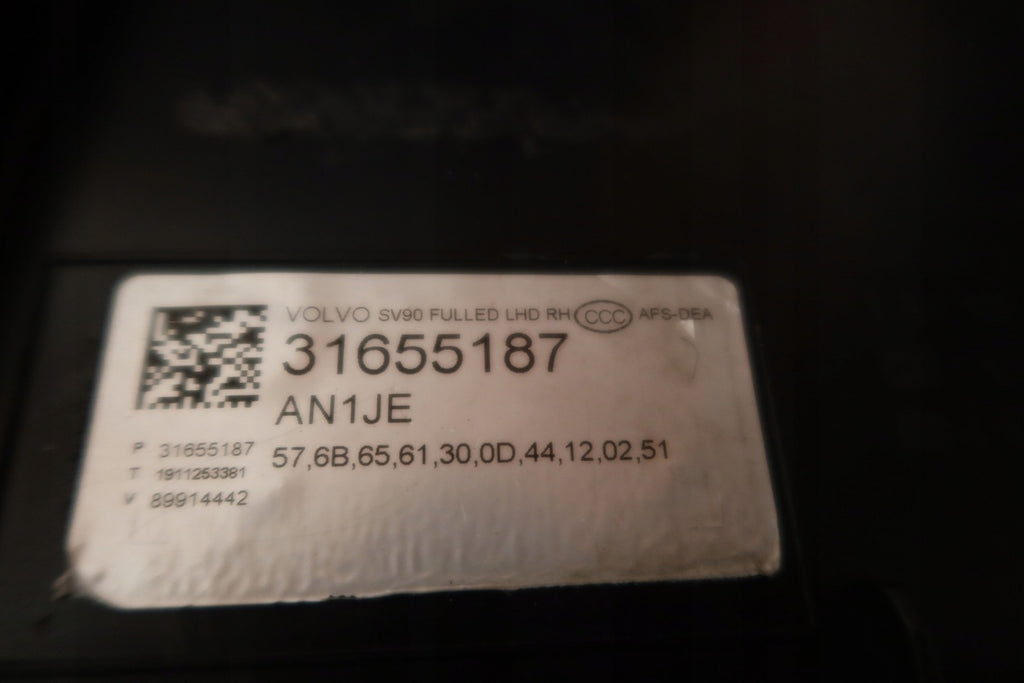 VOLVO SV90 FULLED LHD RH CCC AFS-DEA
31655187
AN1JE
57,6B,65,61,30,0D,44,12,02,51
P 31655187
T 1911253381
V 89914442